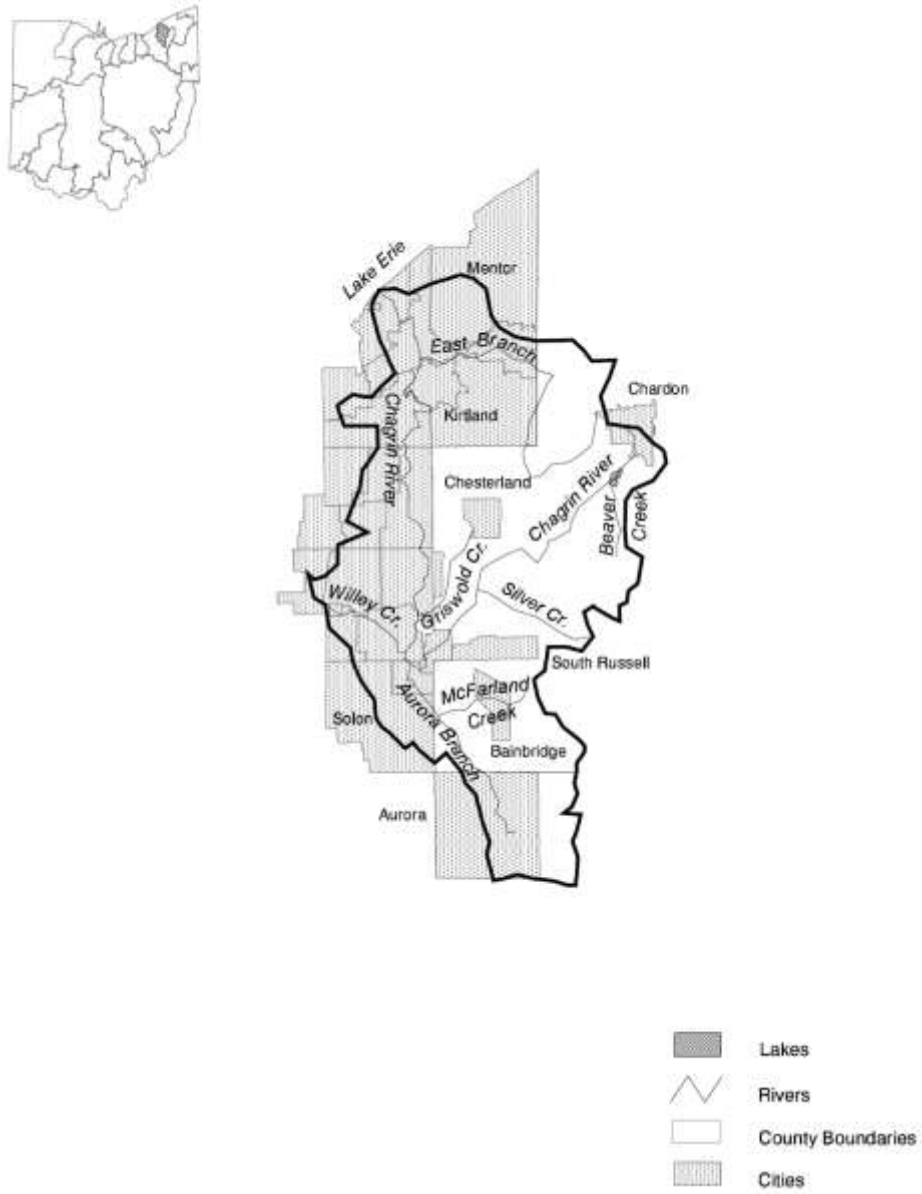 Lake Erie
Mentor
East Branch
Chardon
Chagrin River
Kirtland
Chesterland
Chagrin River
Beaver
Creek
Griswold Cr.
Willey Cr.
Silver Cr.
South Russell
McFarland
Creek
Aurora Branch
Solon
Bainbridge
Aurora
Lakes
Rivers
County Boundaries
Cities